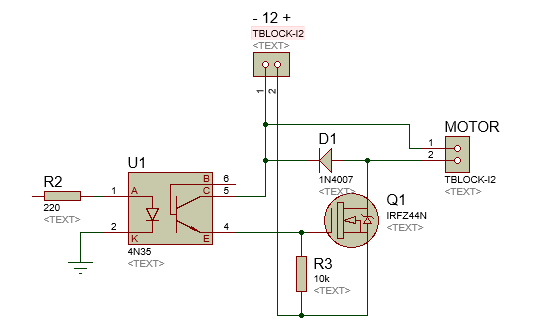 - 12 +
TBLOCK-I2
<TEXT>
1
2
MOTOR
1
2
TBLOCK-I2
<TEXT>
D1
1N4007
<TEXT>
U1
R2
220
<TEXT>
1
2
A
K
B
C
E
6
5
4
4N35
<TEXT>
Q1
IRFZ44N
<TEXT>
R3
10k
<TEXT>